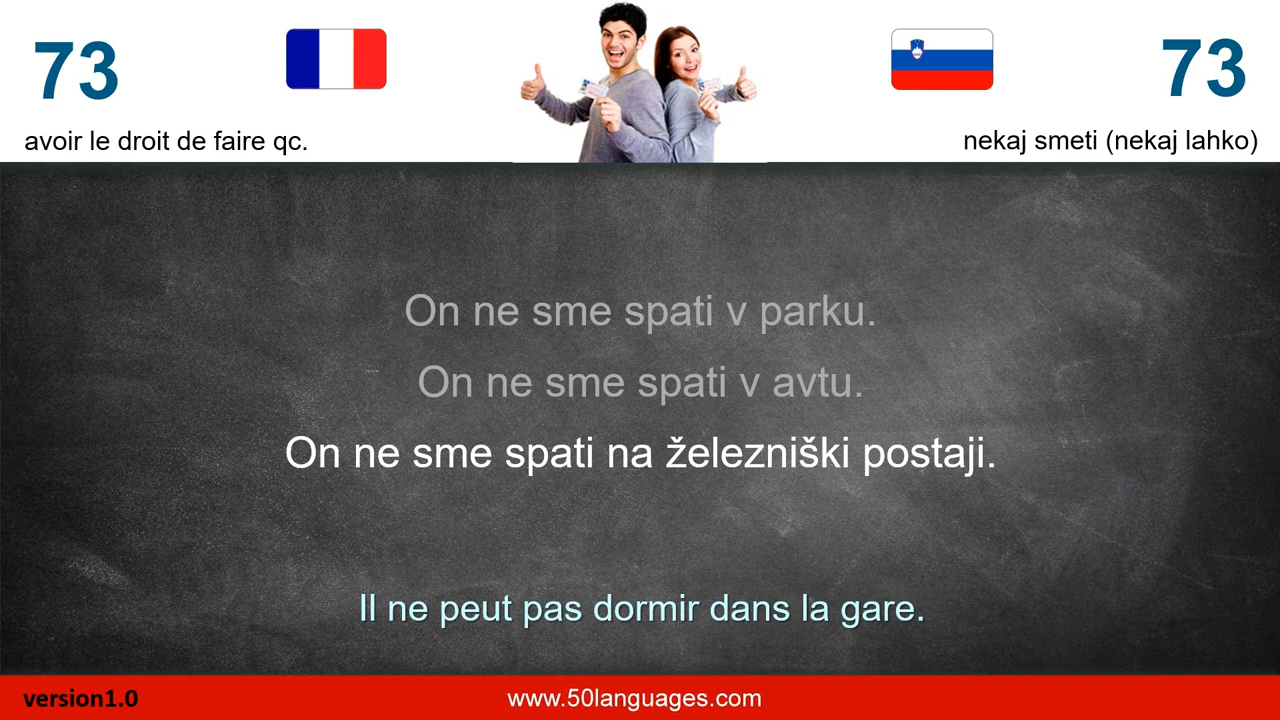 73
73
avoir le droit de faire qc.
nekaj smeti (nekaj lahko)
On ne sme spati v parku.
On ne sme spati v avtu.
On ne sme spati na železniški postaji.
Il ne peut pas dormir dans la gare.
version1.0
www.50languages.com